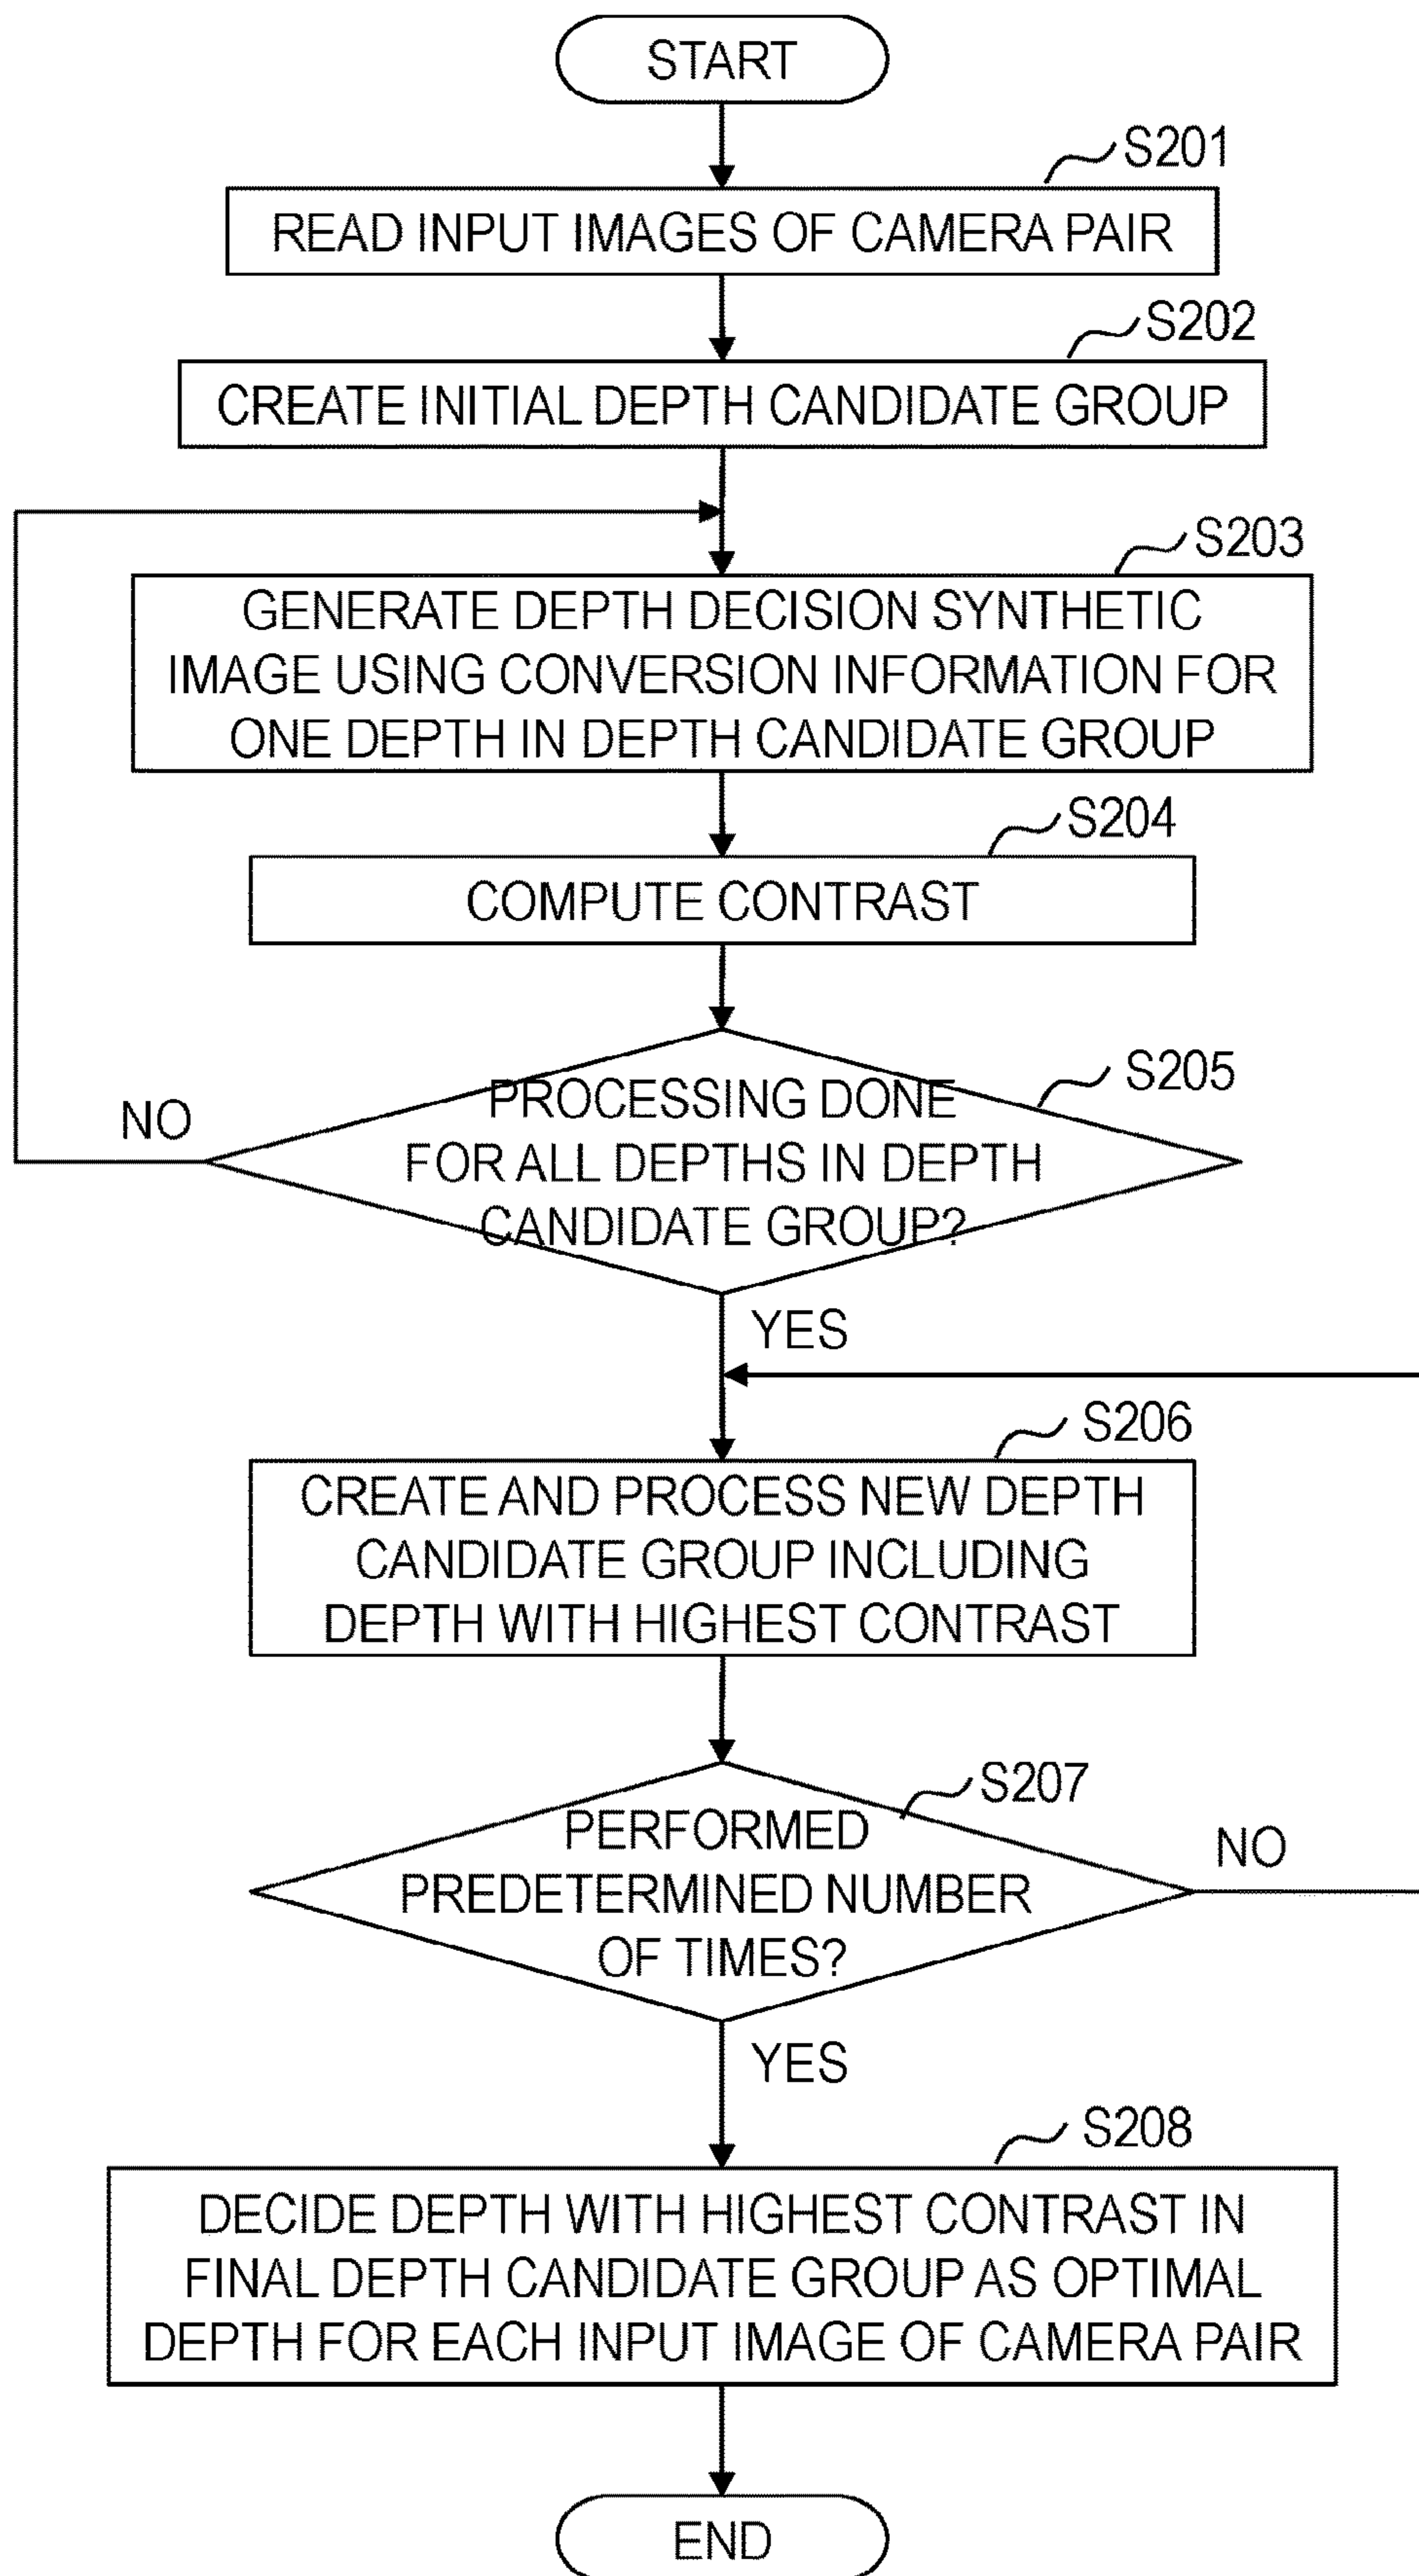 START
S201
READ INPUT IMAGES OF CAMERA PAIR
S202
CREATE INITIAL DEPTH CANDIDATE GROUP
S203
GENERATE DEPTH DECISION SYNTHETIC
IMAGE USING CONVERSION INFORMATION FOR
ONE DEPTH IN DEPTH CANDIDATE GROUP
S204
COMPUTE CONTRAST
S205
PROCESSING DONE
FOR ALL DEPTHS IN DEPTH
CANDIDATE GROUP?
NO
YES
S206
CREATE AND PROCESS NEW DEPTH
CANDIDATE GROUP INCLUDING
DEPTH WITH HIGHEST CONTRAST
S207
PERFORMED
PREDETERMINED NUMBER
OF TIMES?
NO
YES
S208
DECIDE DEPTH WITH HIGHEST CONTRAST IN
FINAL DEPTH CANDIDATE GROUP AS OPTIMAL
DEPTH FOR EACH INPUT IMAGE OF CAMERA PAIR
END